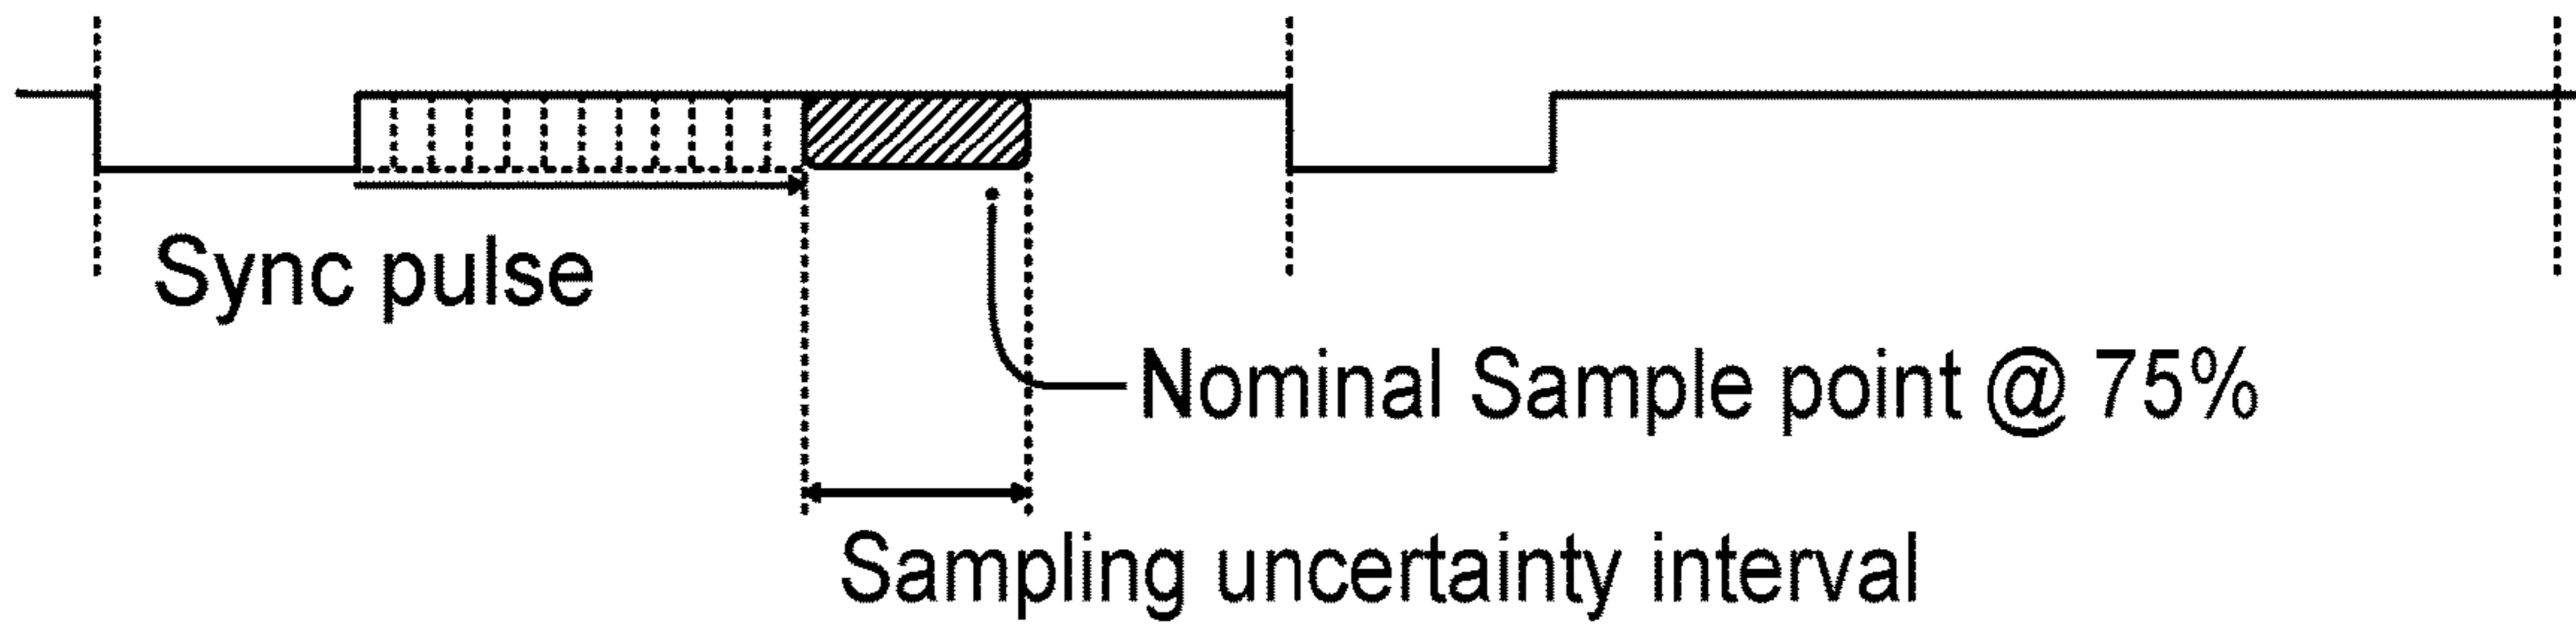 Sync pulse
Nominal Sample point @ 75%
Sampling uncertainty interval